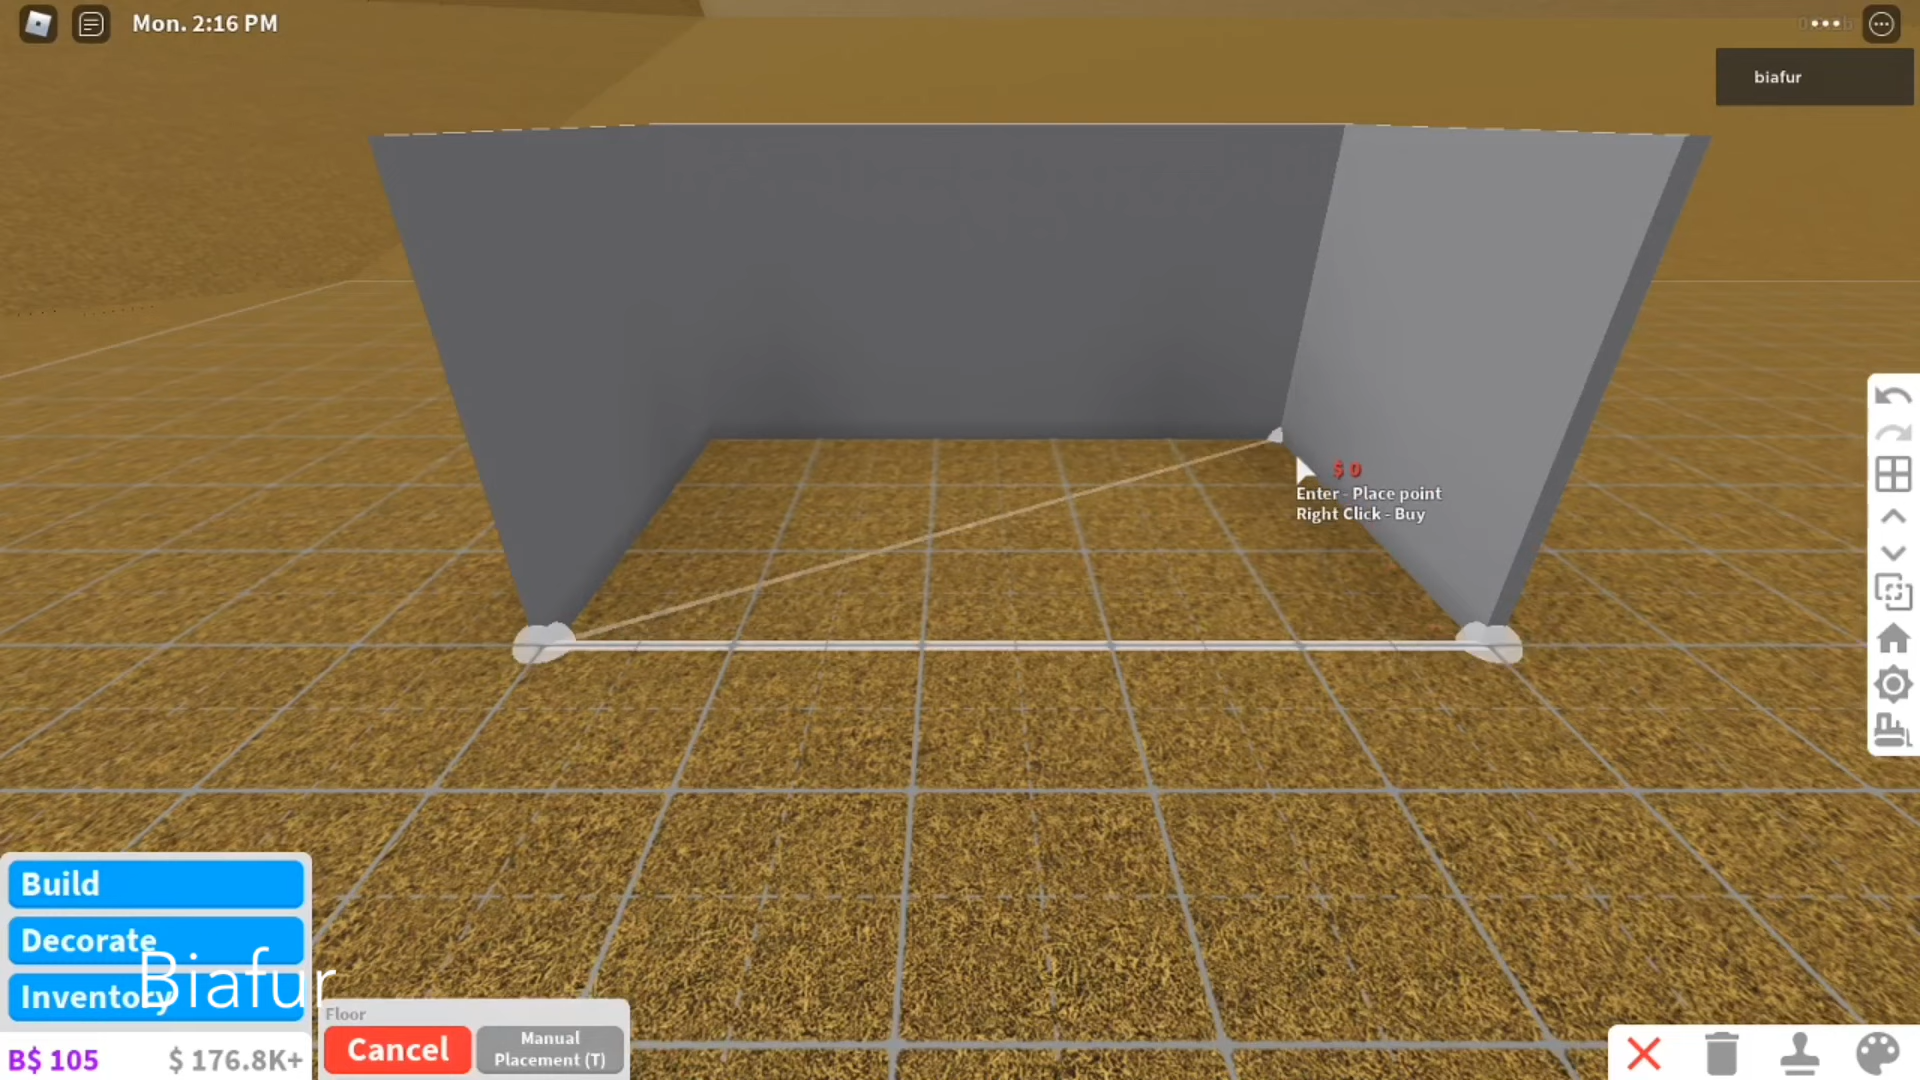 Mon. 2:16 PM
biafur
$ 0
Enter - Place point
Right Click - Buy
Build
Decorate
Inventory
Biafur
Floor
Cancel
Manual
Placement (T)
B$ 105
$ 176.8K+